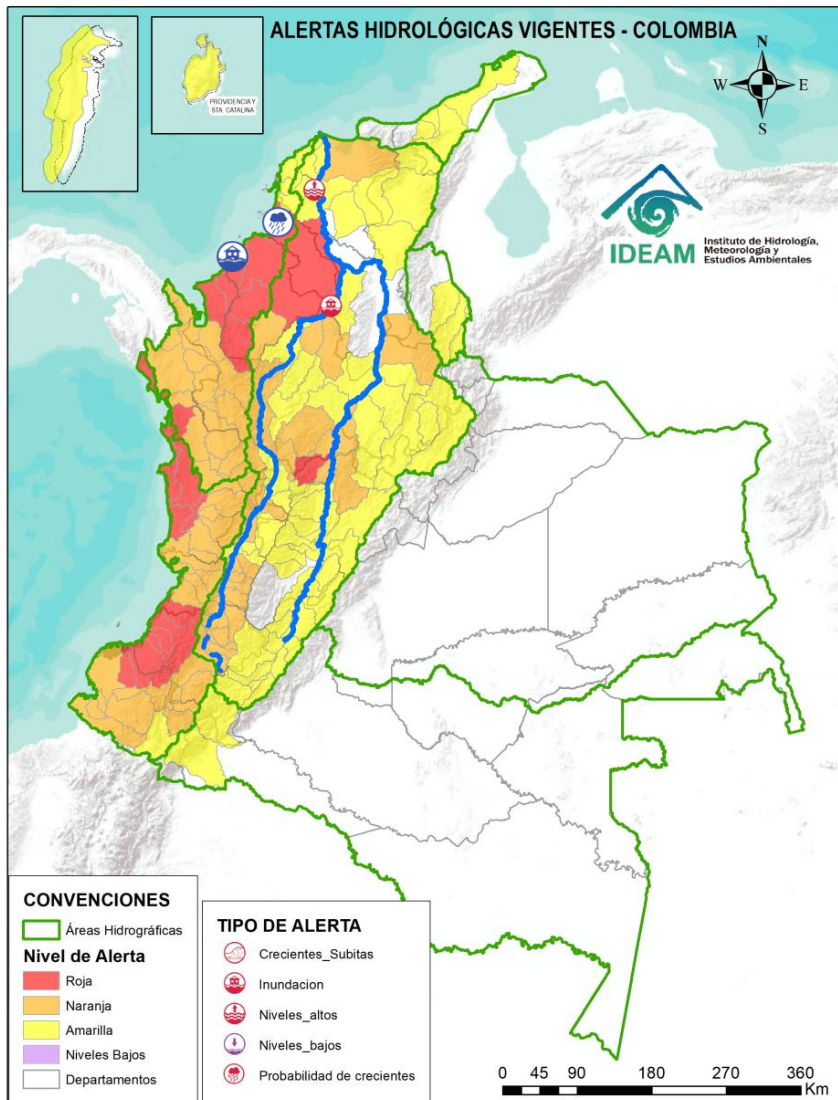 ALERTAS HIDROLÓGICAS VIGENTES - COLOMBIA
PROVIDENCIA Y
STA. CATALINA
N
W
E
S
IDEAM
Instituto de Hidrología,
Meteorología y
Estudios Ambientales
CONVENCIONES
Áreas Hidrográficas
Nivel de Alerta
Roja
Naranja
Amarilla
Niveles Bajos
Departamentos
TIPO DE ALERTA
Crecientes_Subitas
Inundacion
Niveles_altos
Niveles_bajos
Probabilidad de crecientes
0 45 90 180 270 360
Km